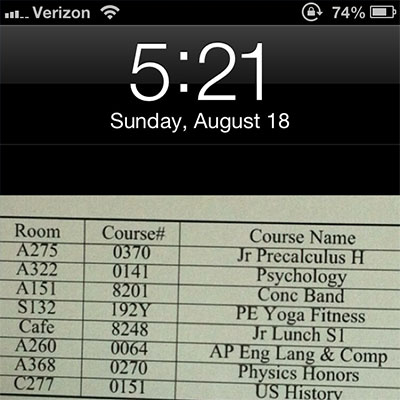 Verizon 74%
5:21
Sunday, August 18
Room Course# Course Name
A275 0370 Jr Precalculus H
A322 0141 Psychology
A151 8201 Conc Band
S132 192Y PE Yoga Fitness
Cafe 8248 Jr Lunch S1
A260 0064 AP Eng Lang & Comp
A368 0270 Physics Honors
C277 0151 US History